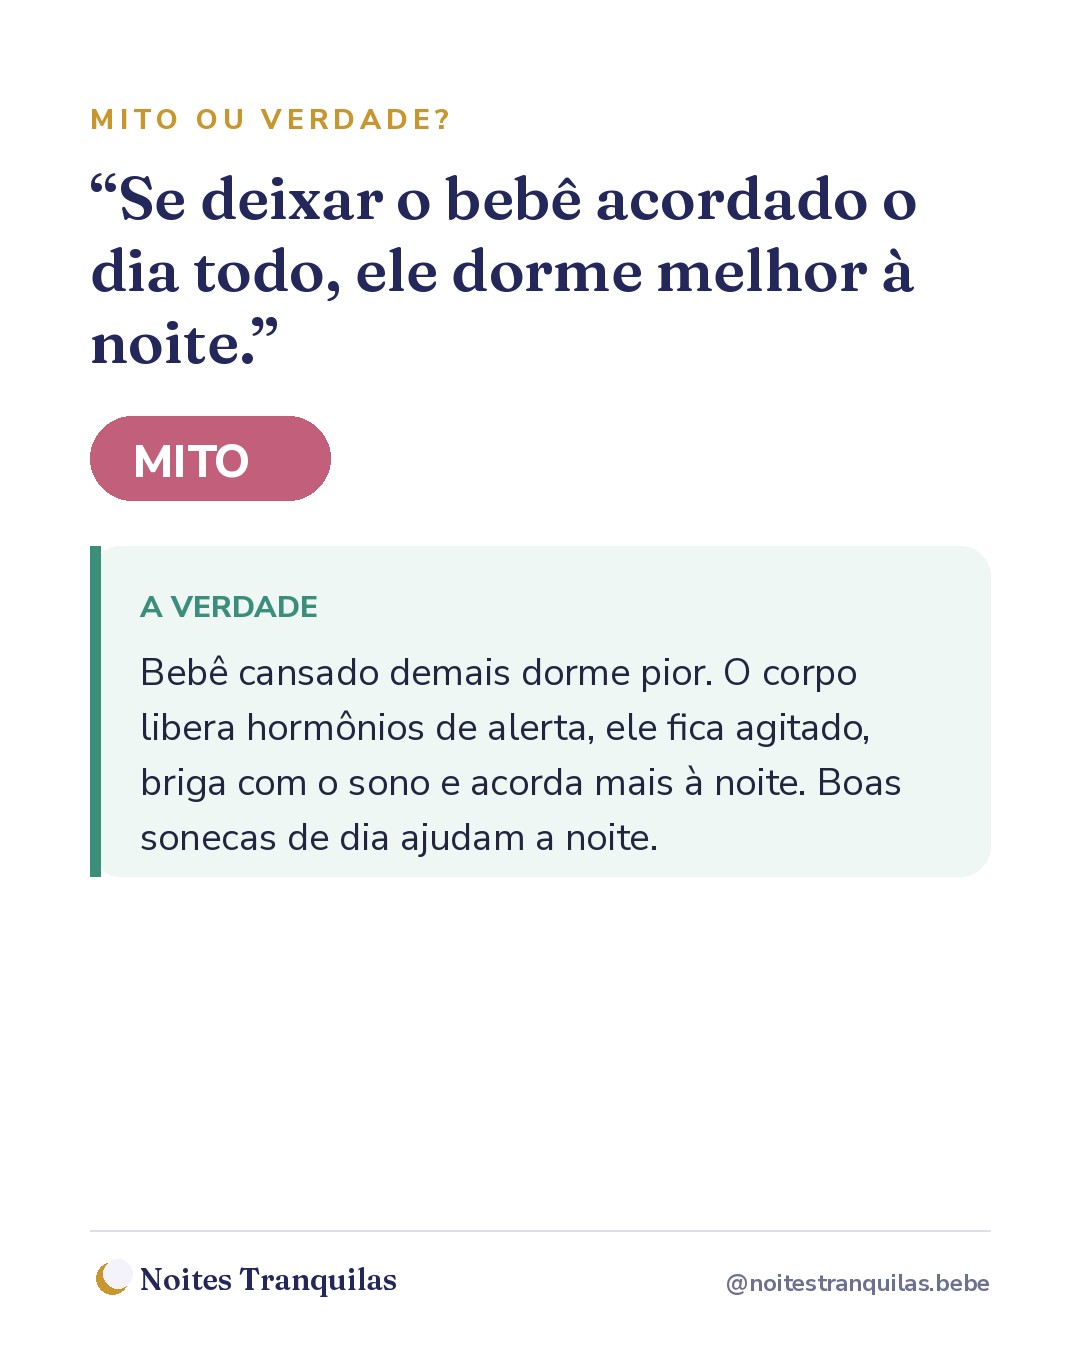 MITO OU VERDADE?
“Se deixar o bebê acordado o
dia todo, ele dorme melhor à
noite.”
MITO
A VERDADE
Bebê cansado demais dorme pior. O corpo
libera hormônios de alerta, ele fica agitado,
briga com o sono e acorda mais à noite. Boas
sonecas de dia ajudam a noite.
Noites Tranquilas
@noitestranquilas.bebe